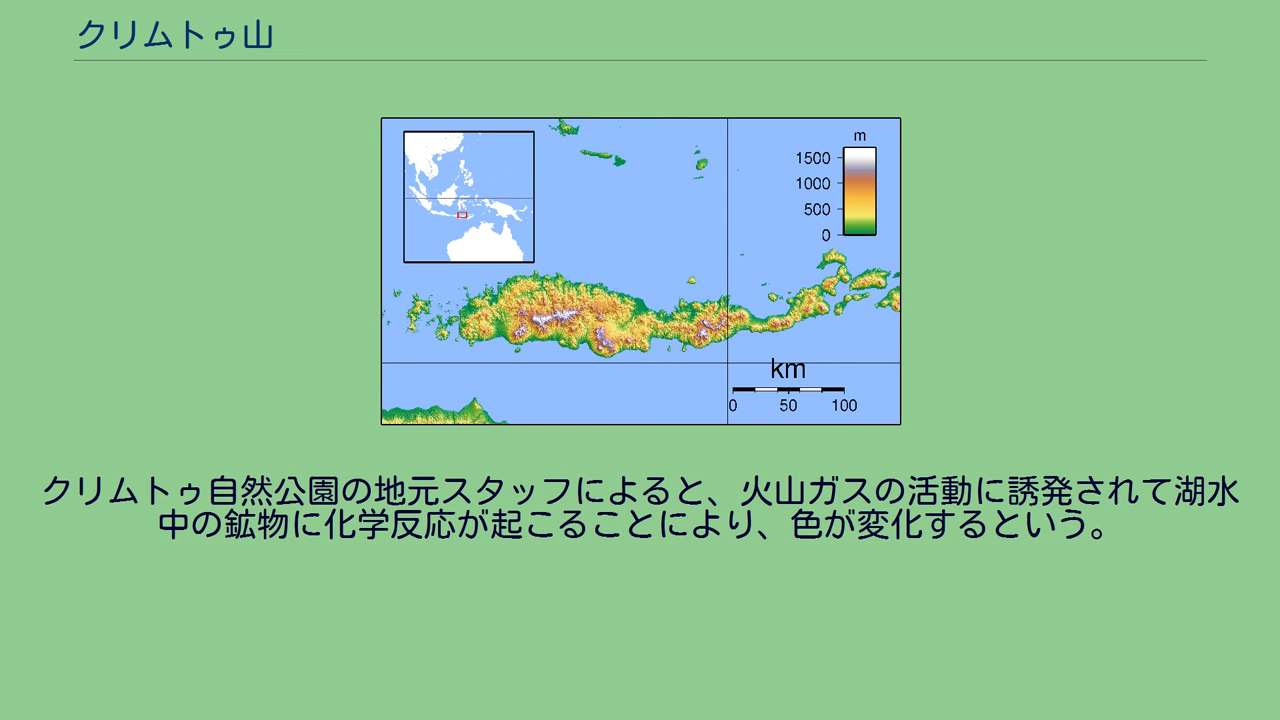 クリムトゥ山
m
1500
1000
500
0
km
0 50 100
クリムトゥ自然公園の地元スタッフによると、火山ガスの活動に誘発されて湖水
中の鉱物に化学反応が起こることにより、色が変化するという。